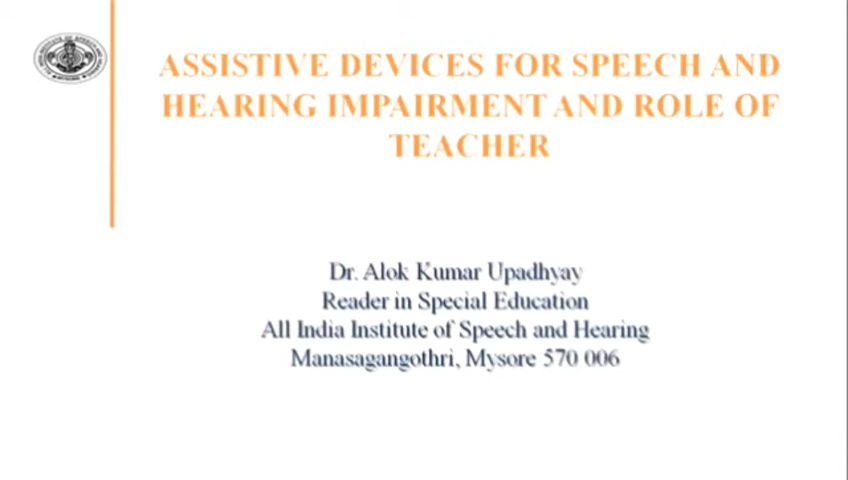 ASSISTIVE DEVICES FOR SPEECH AND
HEARING IMPAIRMENT AND ROLE OF
TEACHER
Dr. Alok Kumar Upadhyay
Reader in Special Education
All India Institute of Speech and Hearing
Manasagangothri, Mysore 570 006